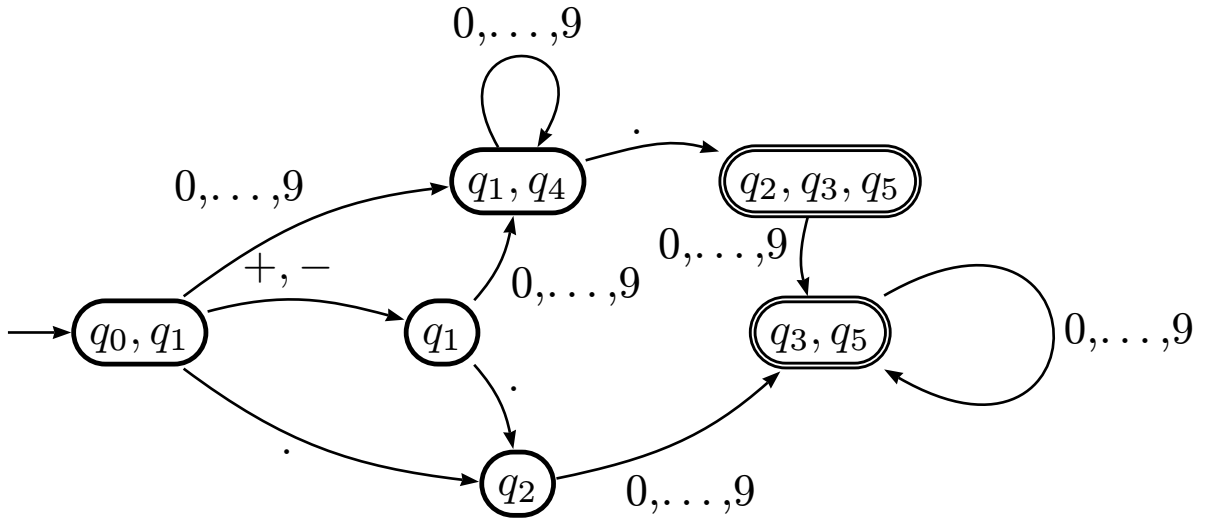 0,...,9
.
q1, q4
q2, q3, q5
0,...,9
0,...,9
+, −
0,...,9
q0, q1
q1
q3, q5
0,...,9
.
.
q2
0,...,9